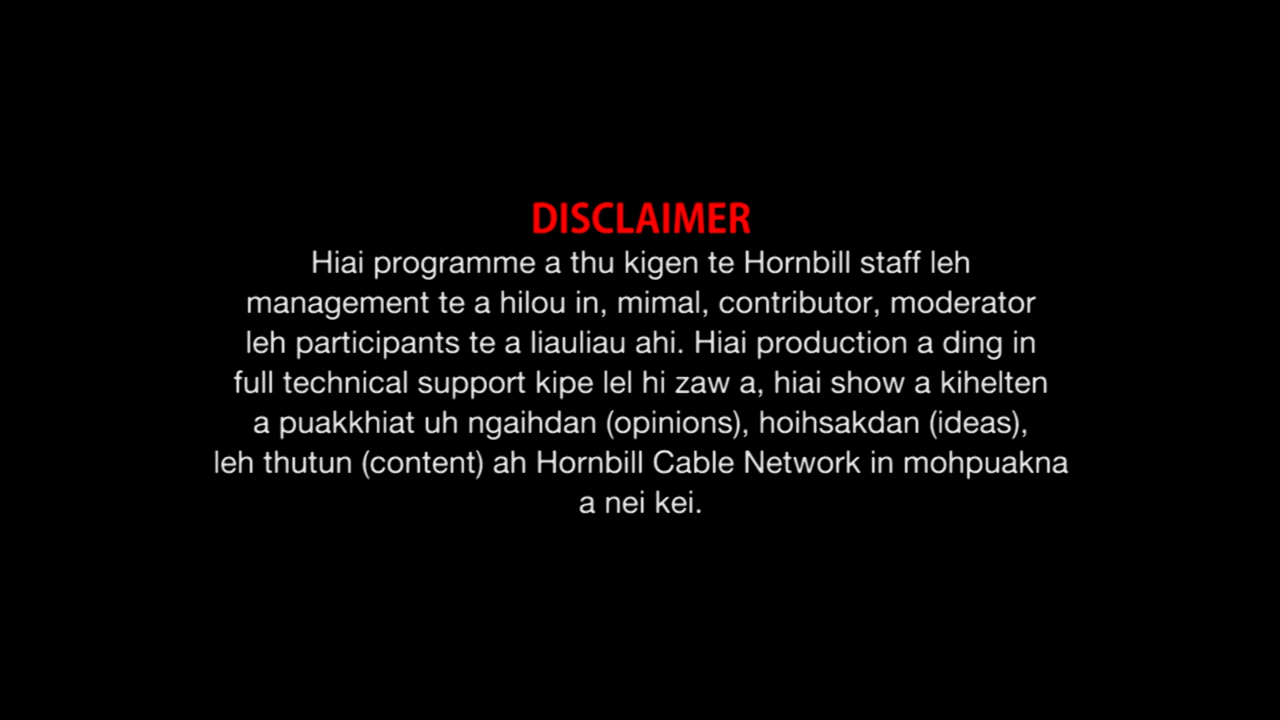 DISCLAIMER
Hiai programme a thu kigen te Hornbill staff leh
management te a hilou in, mimal, contributor, moderator
leh participants te a liauliau ahi. Hiai production a ding in
full technical support kipe lel hi zaw a, hiai show a kihelten
a puakkhiat uh ngaihdan (opinions), hoihsakdan (ideas),
leh thutun (content) ah Hornbill Cable Network in mohpuakna
a nei kei.